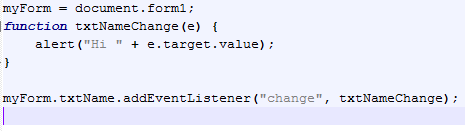 myForm = document.form1;
function txtNameChange(e) {
    alert("Hi " + e.target.value);
}

myForm.txtName.addEventListener("change", txtNameChange);